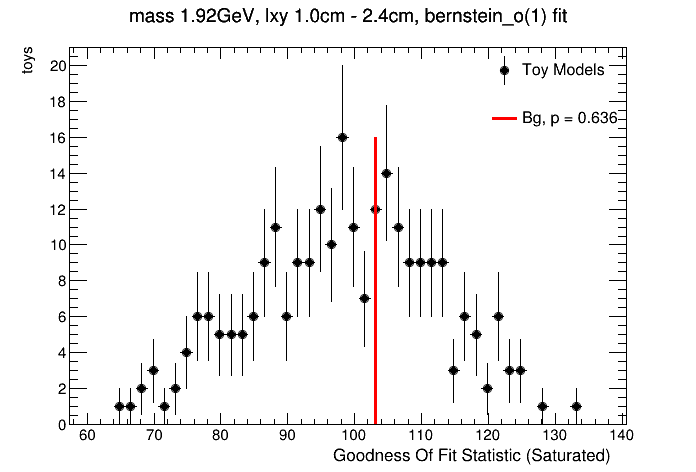 mass 1.92GeV, lxy 1.0cm - 2.4cm, bernstein_o(1) fit
toys
20
18
16
14
12
10
8
6
4
2
0
Toy Models
Bg, p = 0.636
60 70 80 90 100 110 120 130 140
Goodness Of Fit Statistic (Saturated)